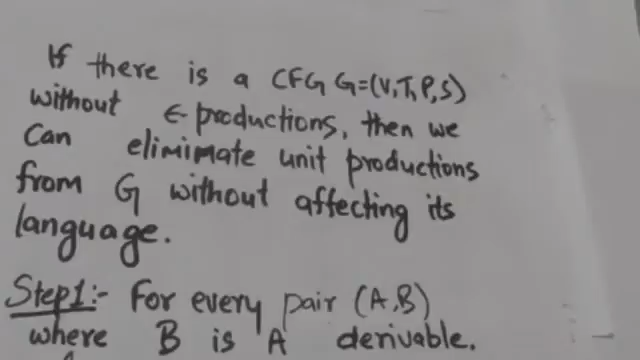 If there is a CFG G=(V,T,P,S)
without ε productions, then we
can elimimate unit productions
from G without affecting its
language.
Step1:- For every pair (A,B)
where B is A derivable.